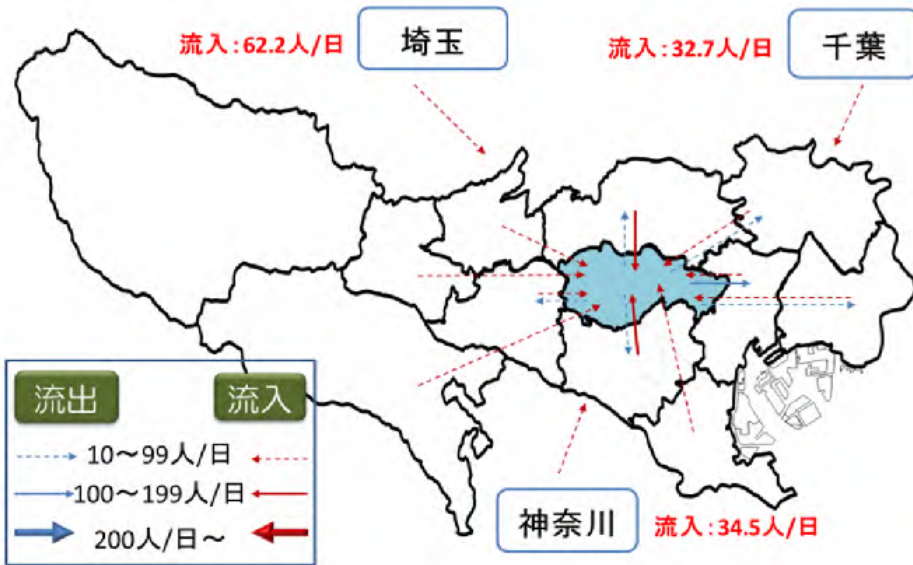 流入:62.2人/日
埼玉
流入:32.7人/日
千葉
流出
流入
10～99人/日
100～199人/日
200人/日～
神奈川
流入:34.5人/日